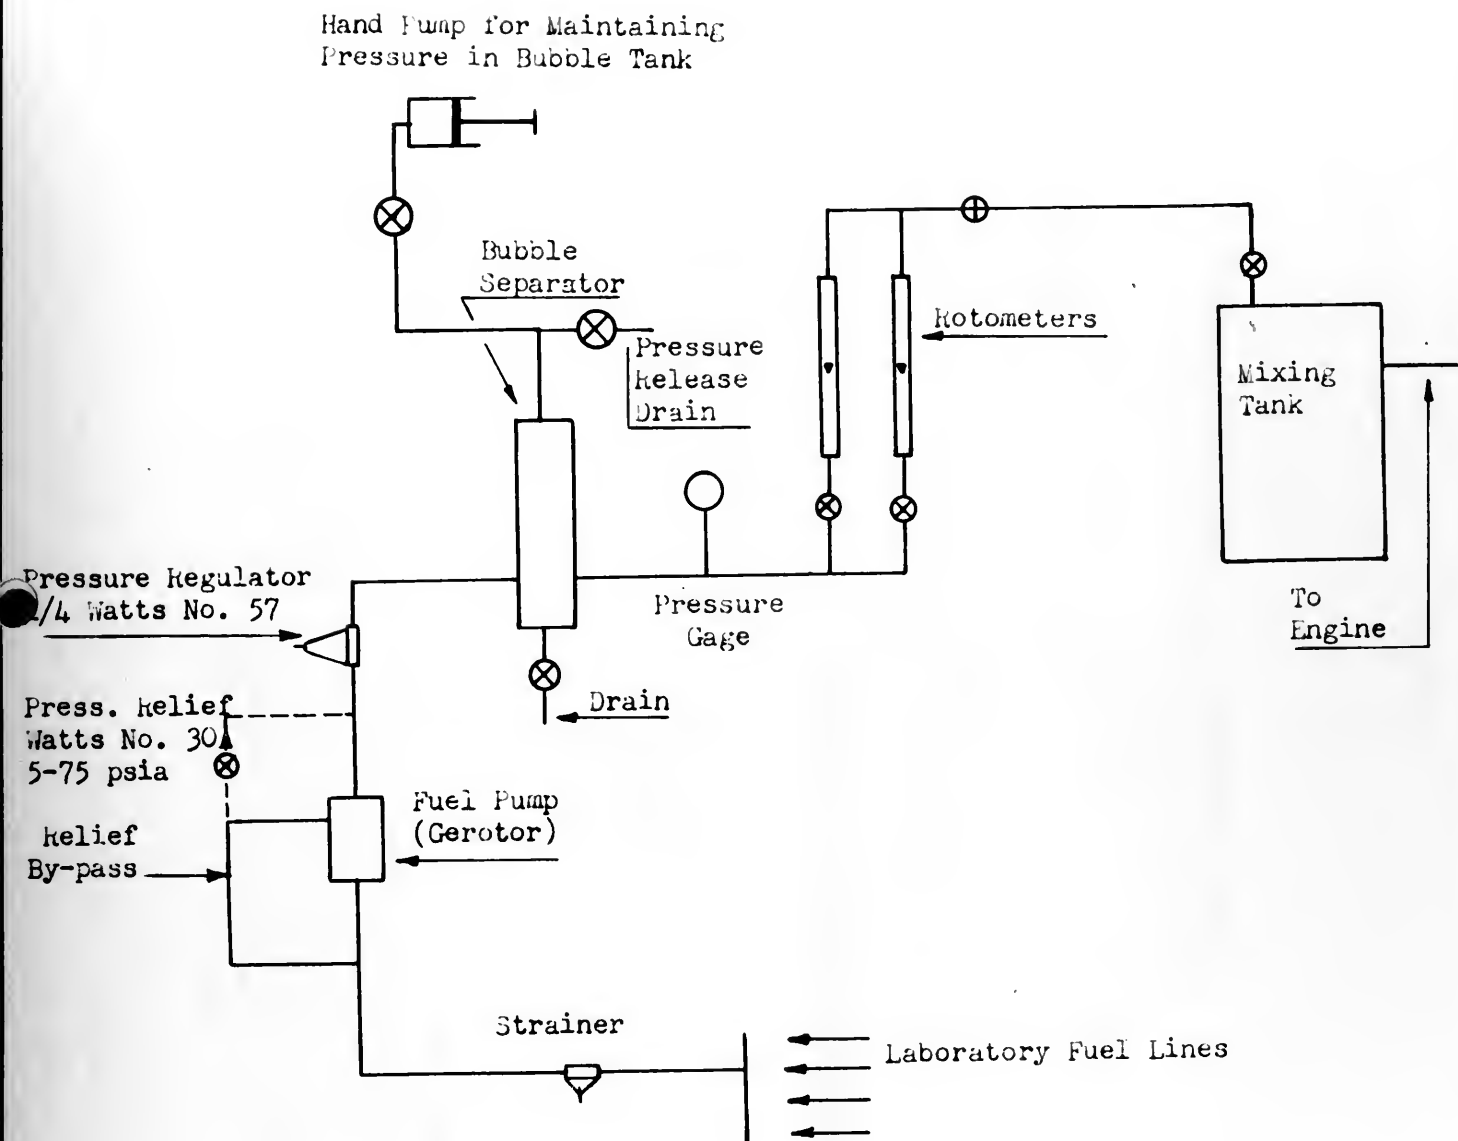 Hand Pump for Maintaining
Pressure in Bubble Tank
Bubble
Separator
Pressure
Release
Drain
Rotometers
Mixing
Tank
Pressure Regulator
/4 Watts No. 57
Pressure
Gage
To
Engine
Press. Relief
Watts No. 30
5-75 psia
Drain
Fuel Pump
(Gerotor)
Relief
By-pass
Strainer
Laboratory Fuel Lines